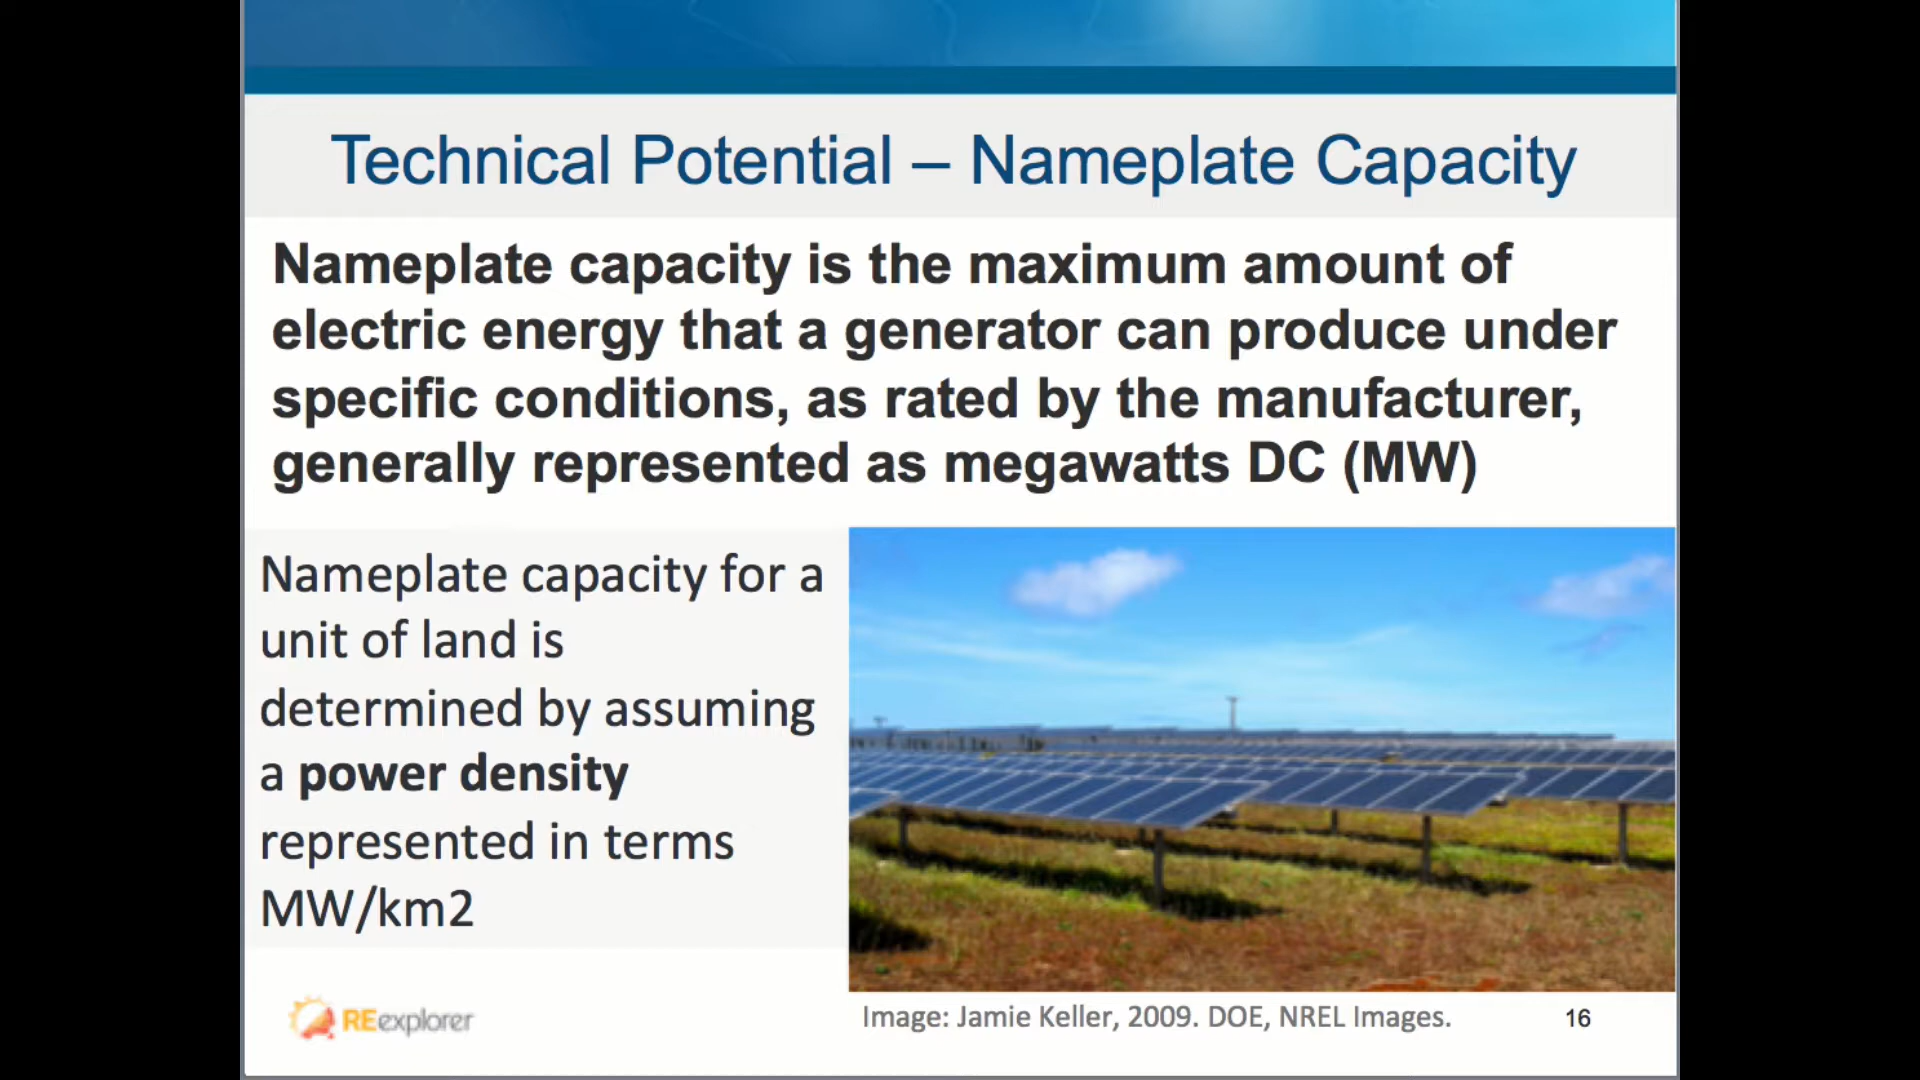 Technical Potential – Nameplate Capacity
Nameplate capacity is the maximum amount of
electric energy that a generator can produce under
specific conditions, as rated by the manufacturer,
generally represented as megawatts DC (MW)
Nameplate capacity for a
unit of land is
determined by assuming
a power density
represented in terms
MW/km2
REexplorer
Image: Jamie Keller, 2009. DOE, NREL Images.
16